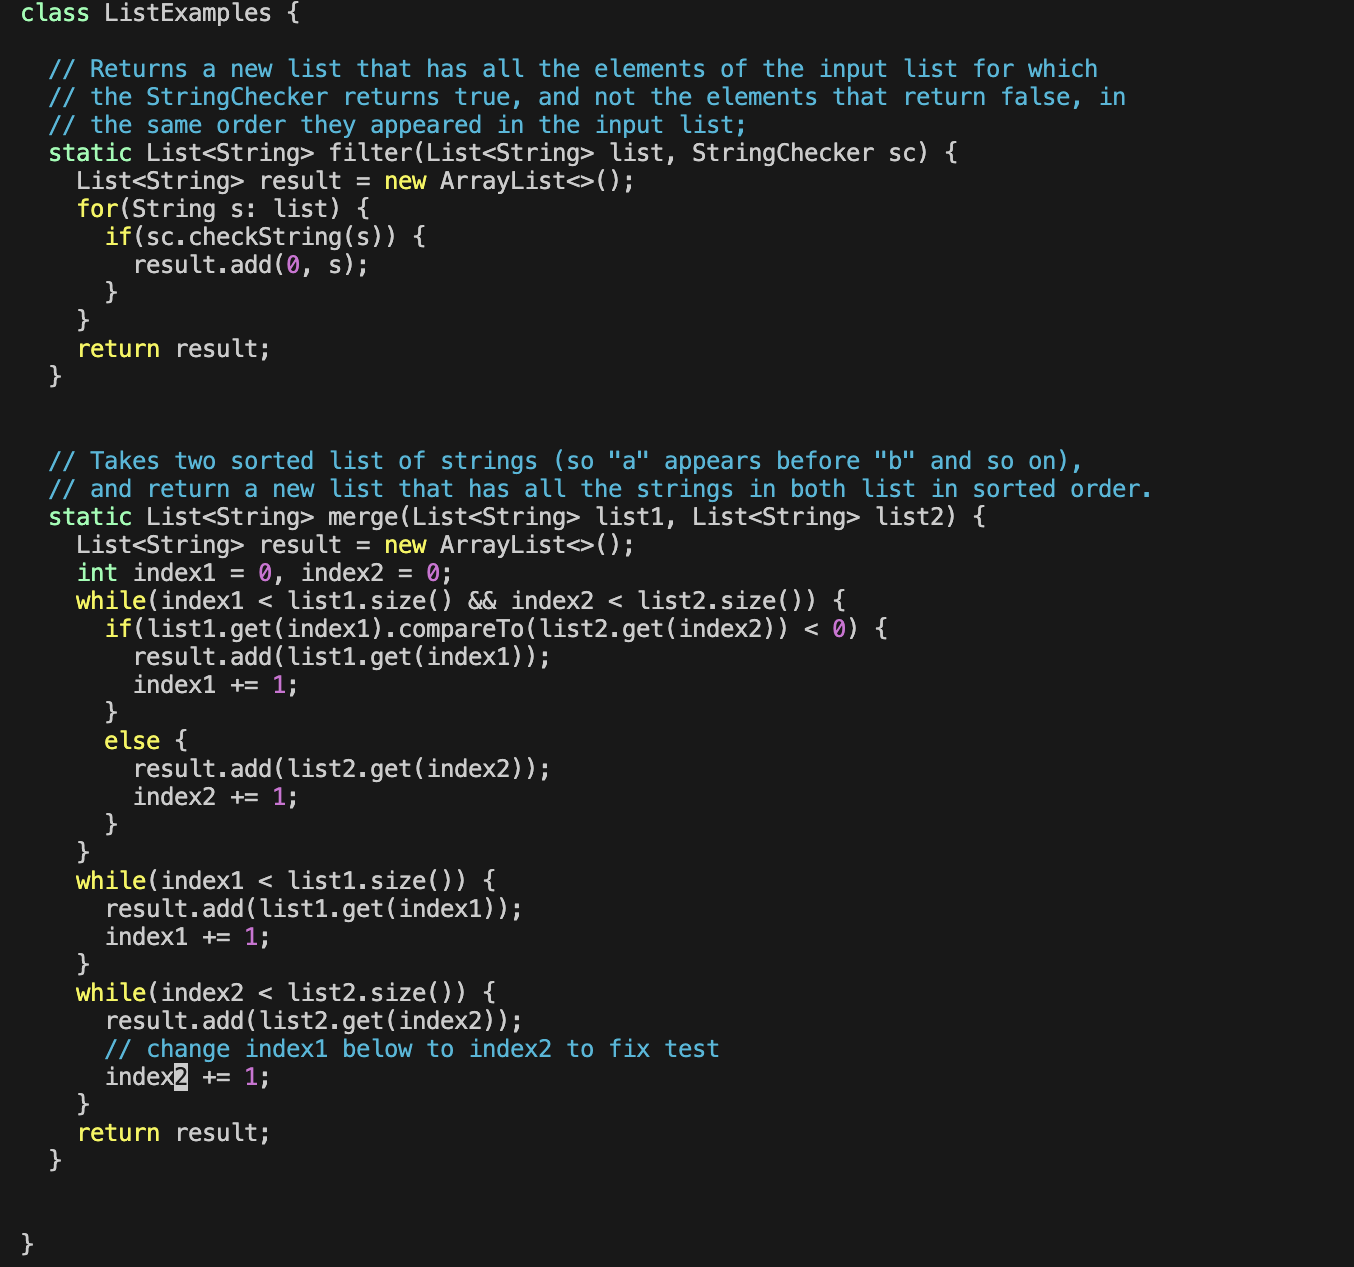 class ListExamples {
  // Returns a new list that has all the elements of the input list for which
  // the StringChecker returns true, and not the elements that return false, in
  // the same order they appeared in the input list;
  static List<String> filter(List<String> list, StringChecker sc) {
    List<String> result = new ArrayList<>();
    for(String s: list) {
      if(sc.checkString(s)) {
        result.add(0, s);
      }
    }
    return result;
  }
  // Takes two sorted list of strings (so "a" appears before "b" and so on),
  // and return a new list that has all the strings in both list in sorted order.
  static List<String> merge(List<String> list1, List<String> list2) {
    List<String> result = new ArrayList<>();
    int index1 = 0, index2 = 0;
    while(index1 < list1.size() && index2 < list2.size()) {
      if(list1.get(index1).compareTo(list2.get(index2)) < 0) {
        result.add(list1.get(index1));
        index1 += 1;
      }
      else {
        result.add(list2.get(index2));
        index2 += 1;
      }
    }
    while(index1 < list1.size()) {
      result.add(list1.get(index1));
      index1 += 1;
    }
    while(index2 < list2.size()) {
      result.add(list2.get(index2));
      // change index1 below to index2 to fix test
      index2 += 1;
    }
    return result;
  }
}